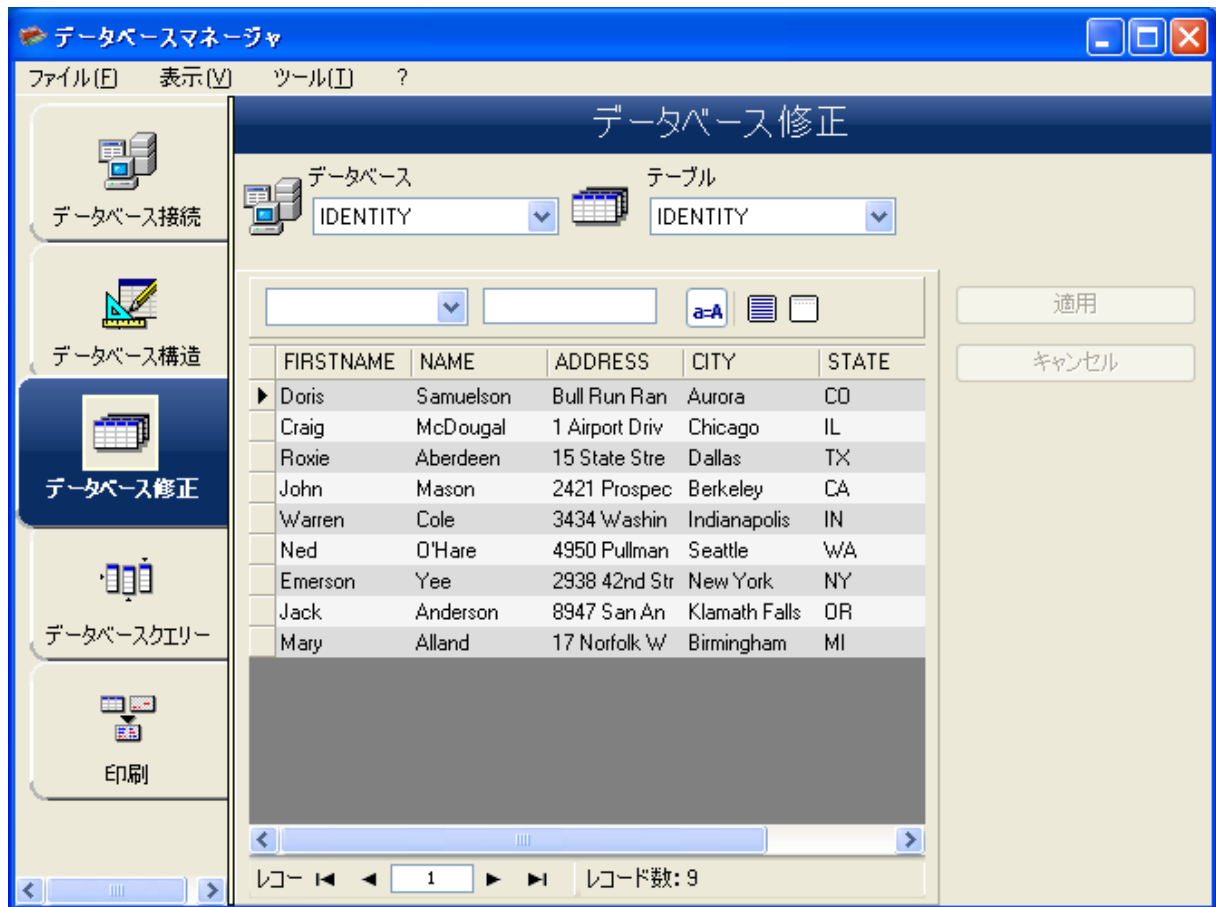 データベースマネージャ
ファイル(F) 表示(V) ツール(T) ?
データベース接続
データベース構造
データベース修正
データベースクエリー
印刷
データベース修正
データベース テーブル
IDENTITY IDENTITY
a=A
適用
キャンセル
FIRSTNAME NAME ADDRESS CITY STATE
Doris Samuelson Bull Run Ran Aurora CO
Craig McDougal 1 Airport Driv Chicago IL
Roxie Aberdeen 15 State Stre Dallas TX
John Mason 2421 Prospec Berkeley CA
Warren Cole 3434 Washin Indianapolis IN
Ned O'Hare 4950 Pullman Seattle WA
Emerson Yee 2938 42nd Str New York NY
Jack Anderson 8947 San An Klamath Falls OR
Mary Alland 17 Norfolk W Birmingham MI
レコー 1 レコード数: 9